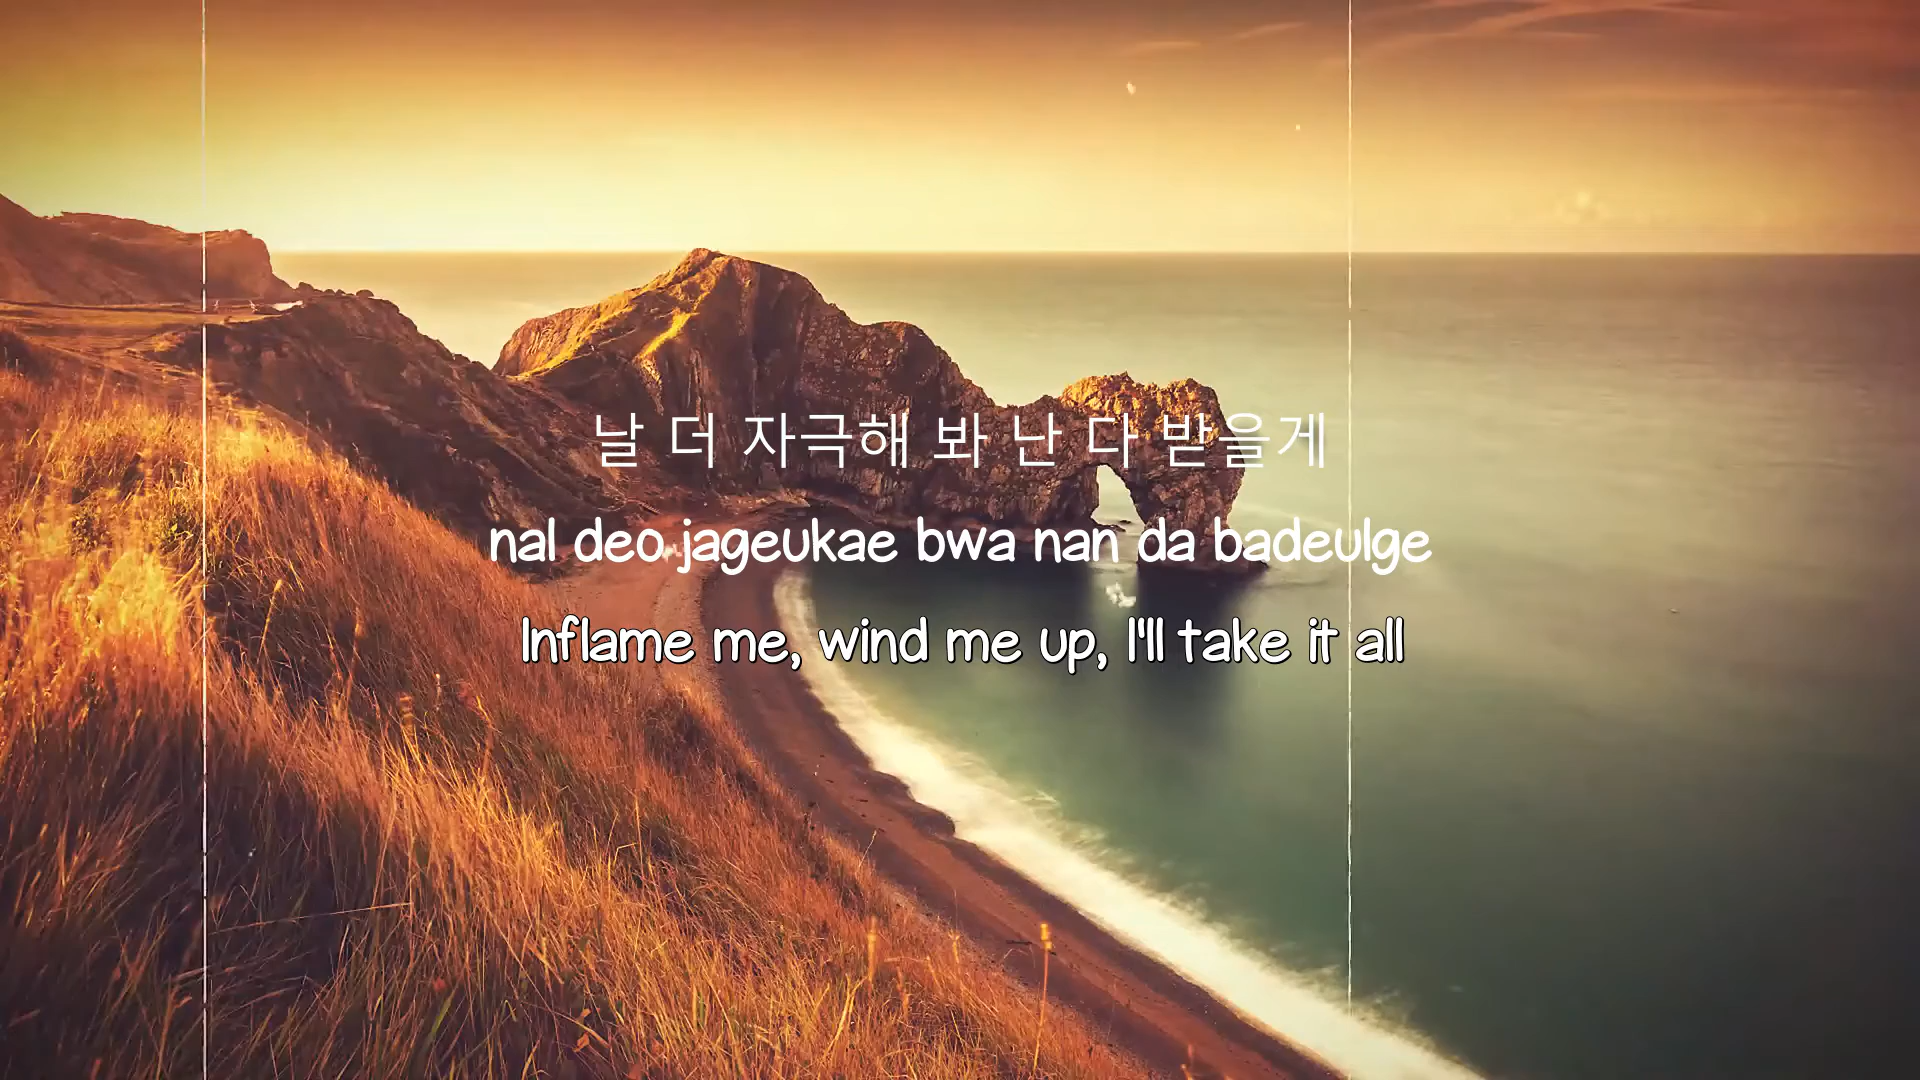 날 더 자극해 봐 난 다 받을게
nal deo jageukae bwa nan da badeulge
Inflame me, wind me up, I'll take it all